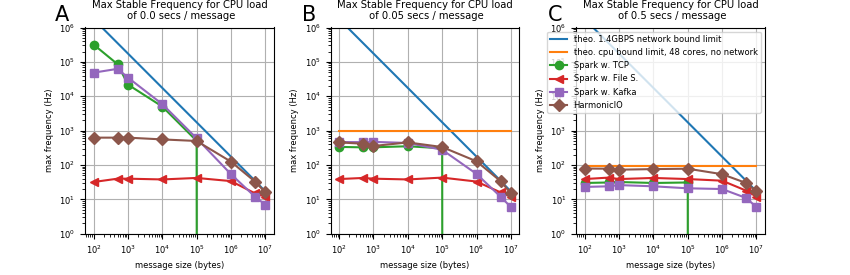 A
Max Stable Frequency for CPU load
of 0.0 secs / message
max frequency (Hz)
10⁶
10⁵
10⁴
10³
10²
10¹
10⁰
10² 10³ 10⁴ 10⁵ 10⁶ 10⁷
message size (bytes)
B
Max Stable Frequency for CPU load
of 0.05 secs / message
max frequency (Hz)
10⁶
10⁵
10⁴
10³
10²
10¹
10⁰
10² 10³ 10⁴ 10⁵ 10⁶ 10⁷
message size (bytes)
C
Max Stable Frequency for CPU load
of 0.5 secs / message
theo. 1.4GBPS network bound limit
theo. cpu bound limit, 48 cores, no network
Spark w. TCP
Spark w. File S.
Spark w. Kafka
HarmonicIO
max frequency (Hz)
10⁶
10³
10²
10¹
10⁰
10² 10³ 10⁴ 10⁵ 10⁶ 10⁷
message size (bytes)